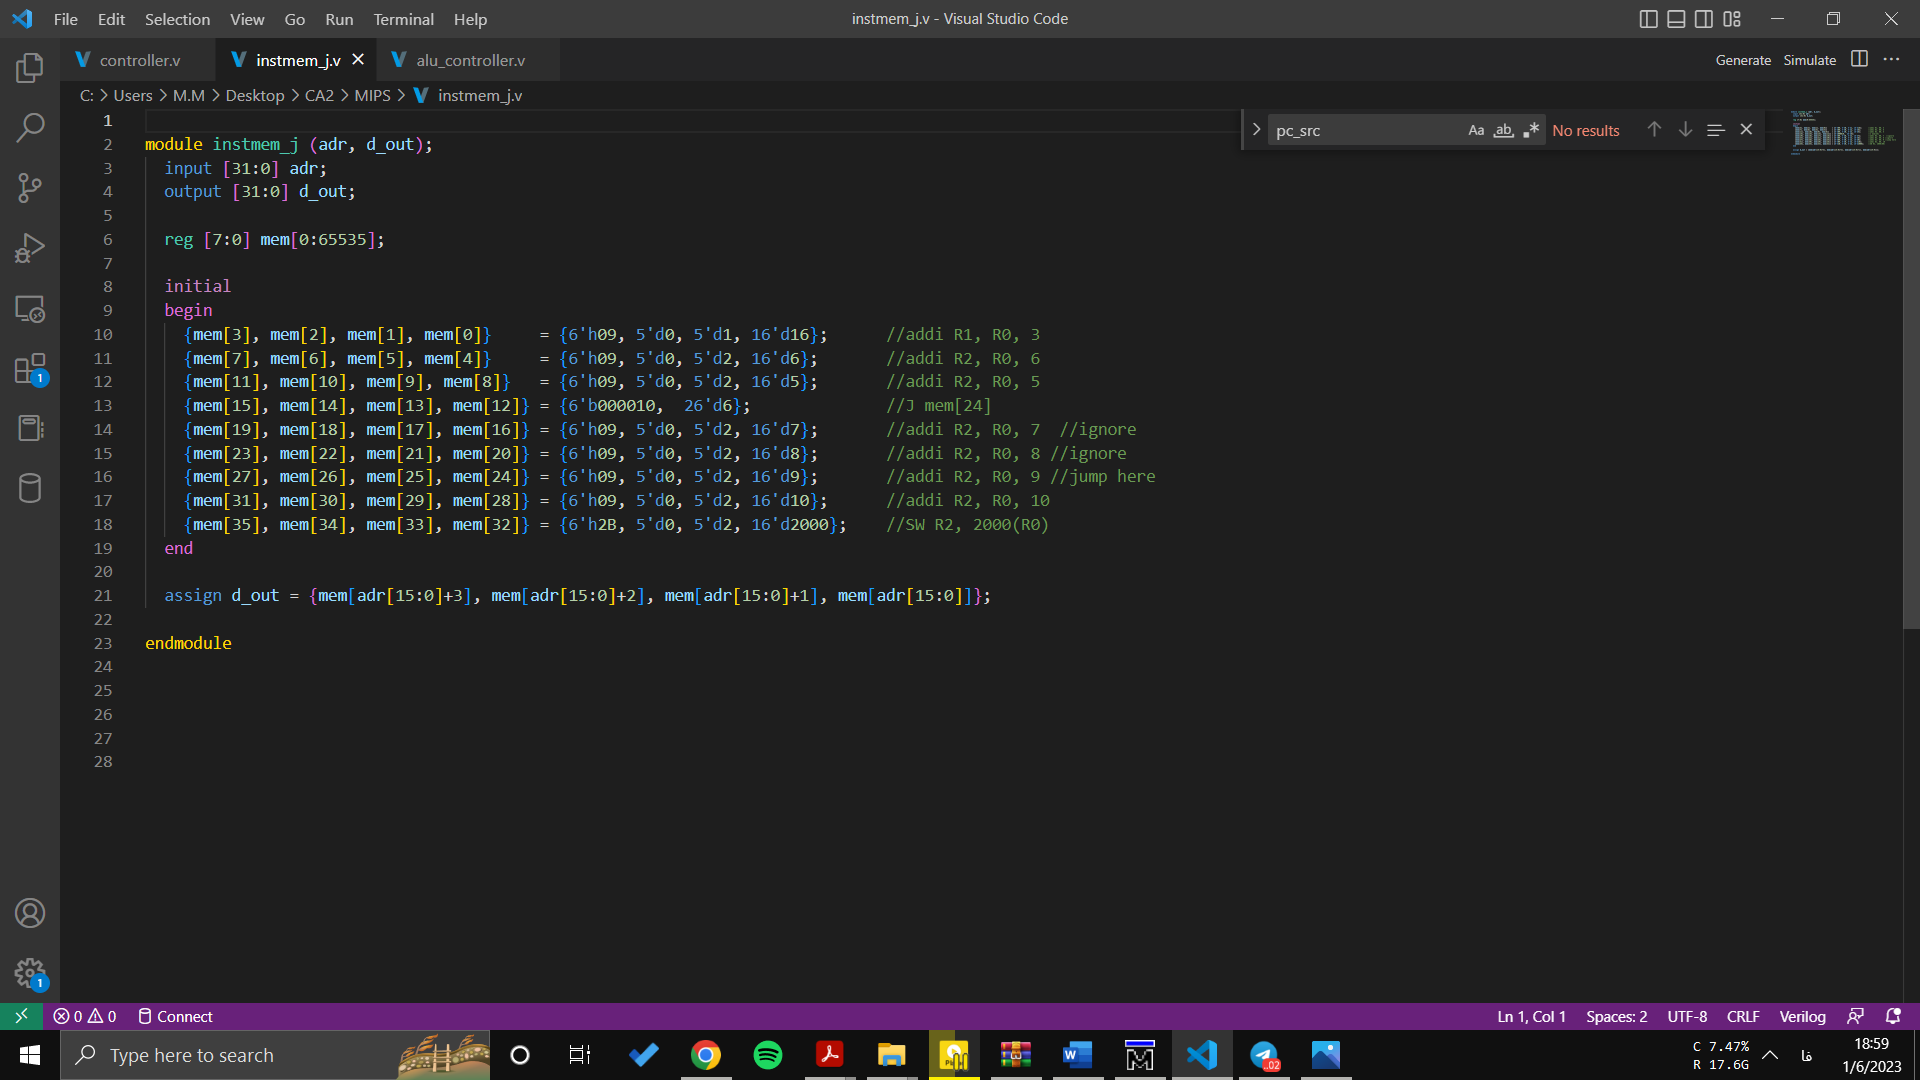 File Edit Selection View Go Run Terminal Help
instmem_j.v - Visual Studio Code
controller.v
instmem_j.v
alu_controller.v
Generate Simulate
C: > Users > M.M > Desktop > CA2 > MIPS > instmem_j.v
pc_src
Aa ab No results
1
2 module instmem_j (adr, d_out);
3 input [31:0] adr;
4 output [31:0] d_out;
5
6 reg [7:0] mem[0:65535];
7
8 initial
9 begin
10 {mem[3], mem[2], mem[1], mem[0]} = {6'h09, 5'd0, 5'd1, 16'd16}; //addi R1, R0, 3
11 {mem[7], mem[6], mem[5], mem[4]} = {6'h09, 5'd0, 5'd2, 16'd6}; //addi R2, R0, 6
12 {mem[11], mem[10], mem[9], mem[8]} = {6'h09, 5'd0, 5'd2, 16'd5}; //addi R2, R0, 5
13 {mem[15], mem[14], mem[13], mem[12]} = {6'b000010, 26'd6}; //J mem[24]
14 {mem[19], mem[18], mem[17], mem[16]} = {6'h09, 5'd0, 5'd2, 16'd7}; //addi R2, R0, 7 //ignore
15 {mem[23], mem[22], mem[21], mem[20]} = {6'h09, 5'd0, 5'd2, 16'd8}; //addi R2, R0, 8 //ignore
16 {mem[27], mem[26], mem[25], mem[24]} = {6'h09, 5'd0, 5'd2, 16'd9}; //addi R2, R0, 9 //jump here
17 {mem[31], mem[30], mem[29], mem[28]} = {6'h09, 5'd0, 5'd2, 16'd10}; //addi R2, R0, 10
18 {mem[35], mem[34], mem[33], mem[32]} = {6'h2B, 5'd0, 5'd2, 16'd2000}; //SW R2, 2000(R0)
19 end
20
21 assign d_out = {mem[adr[15:0]+3], mem[adr[15:0]+2], mem[adr[15:0]+1], mem[adr[15:0]]};
22
23 endmodule
24
25
26
27
28
1
1
0 0 Connect
Ln 1, Col 1 Spaces: 2 UTF-8 CRLF Verilog
Type here to search
W
..02
C 7.47%
R 17.6G
فا
18:59
1/6/2023